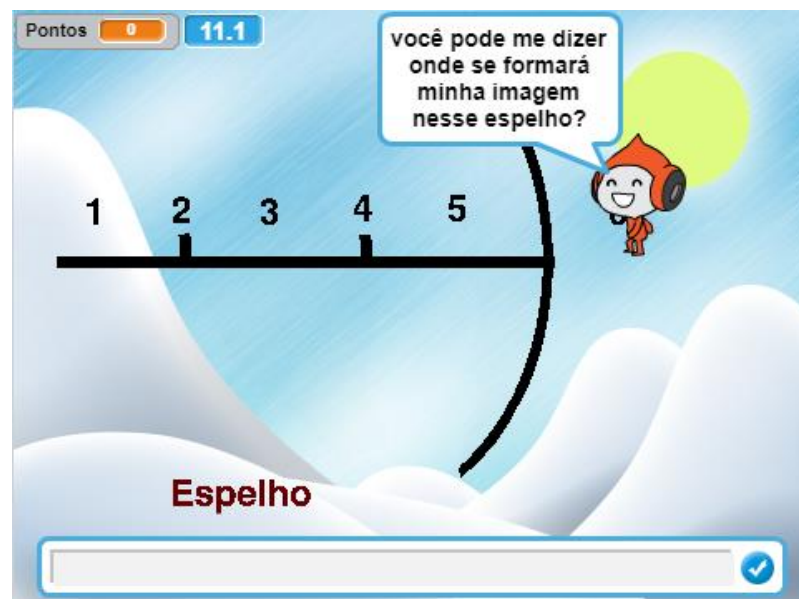 Pontos 0 11.1
você pode me dizer
onde se formará
minha imagem
nesse espelho?
1 2 3 4 5
Espelho